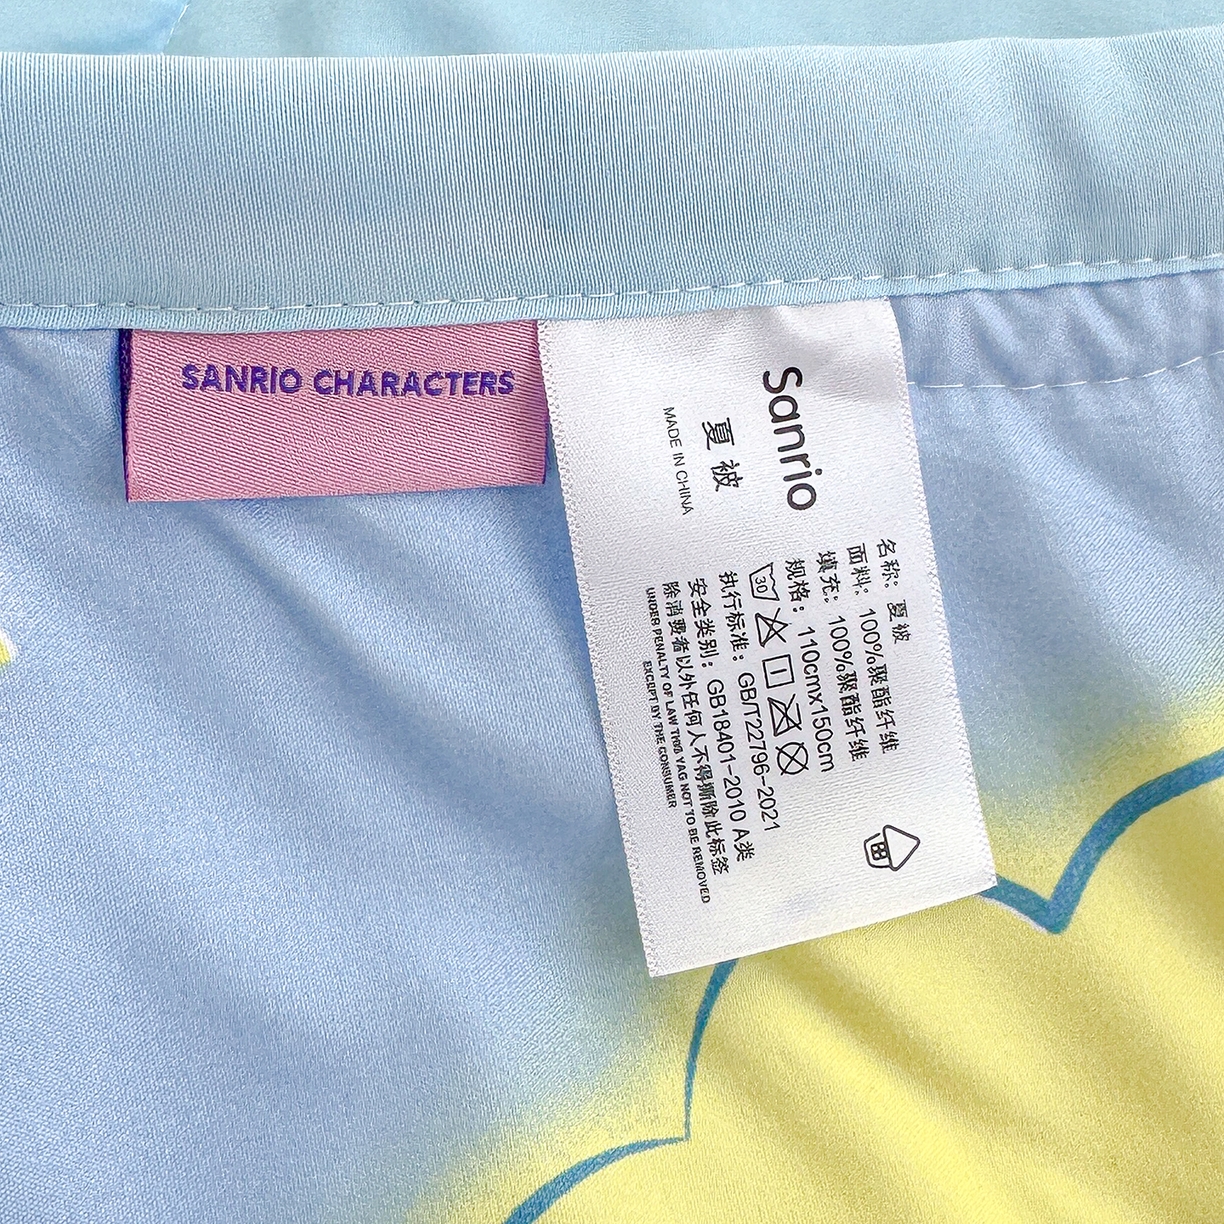 SANRIO CHARACTERS
Sanrio
夏被
MADE IN CHINA
名称：夏被
面料：100%聚酯纤维
填充：100%聚酯纤维
规格：110cmx150cm
30
执行标准：GB/T22796-2021
安全类别：GB18401-2010 A类
除消费者以外任何人不得撕除此标签
UNDER PENALTY OF LAW THIS YAG NOT TO BE REMOVED
EXCEPT BY THE CONSUMER